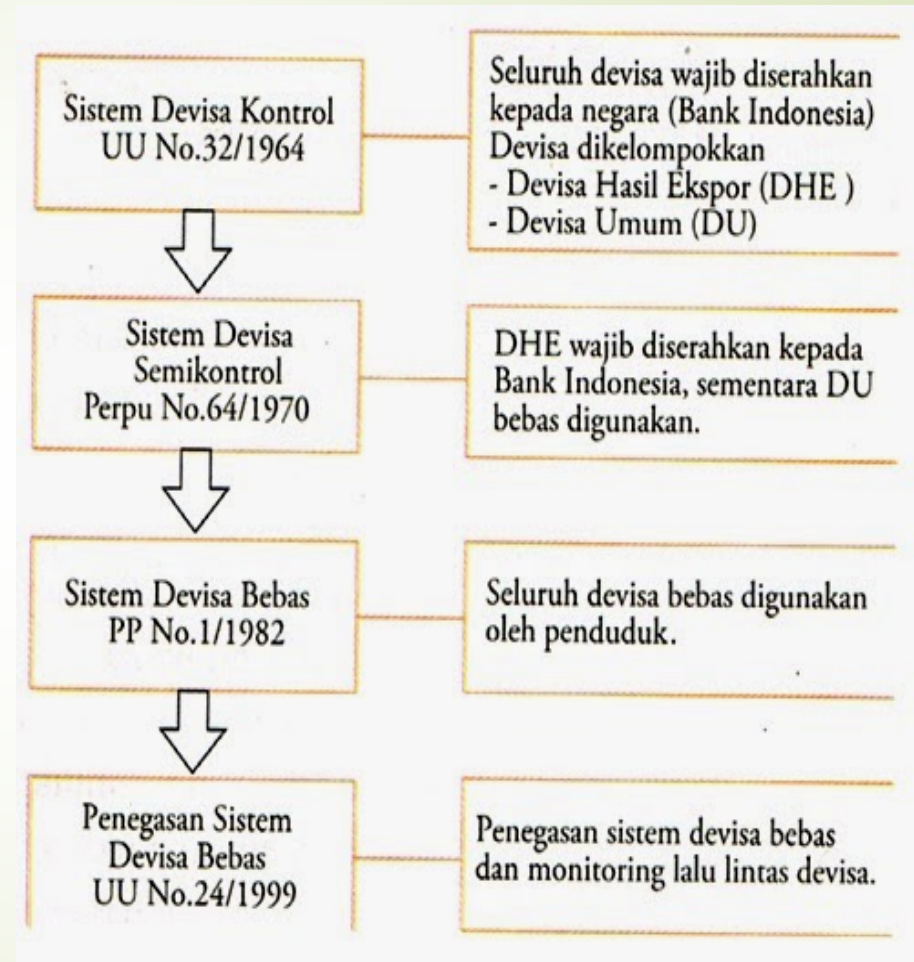 Sistem Devisa Kontrol
UU No.32/1964
Seluruh devisa wajib diserahkan
kepada negara (Bank Indonesia)
Devisa dikelompokkan
- Devisa Hasil Ekspor (DHE )
- Devisa Umum (DU)
Sistem Devisa
Semikontrol
Perpu No.64/1970
DHE wajib diserahkan kepada
Bank Indonesia, sementara DU
bebas digunakan.
Sistem Devisa Bebas
PP No.1/1982
Seluruh devisa bebas digunakan
oleh penduduk.
Penegasan Sistem
Devisa Bebas
UU No.24/1999
Penegasan sistem devisa bebas
dan monitoring lalu lintas devisa.